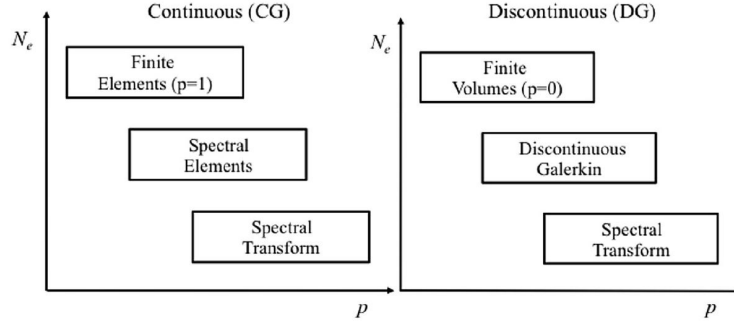 Continuous (CG)
N_e
Finite
Elements (p=1)
Spectral
Elements
Spectral
Transform
p
Discontinuous (DG)
N_e
Finite
Volumes (p=0)
Discontinuous
Galerkin
Spectral
Transform
p